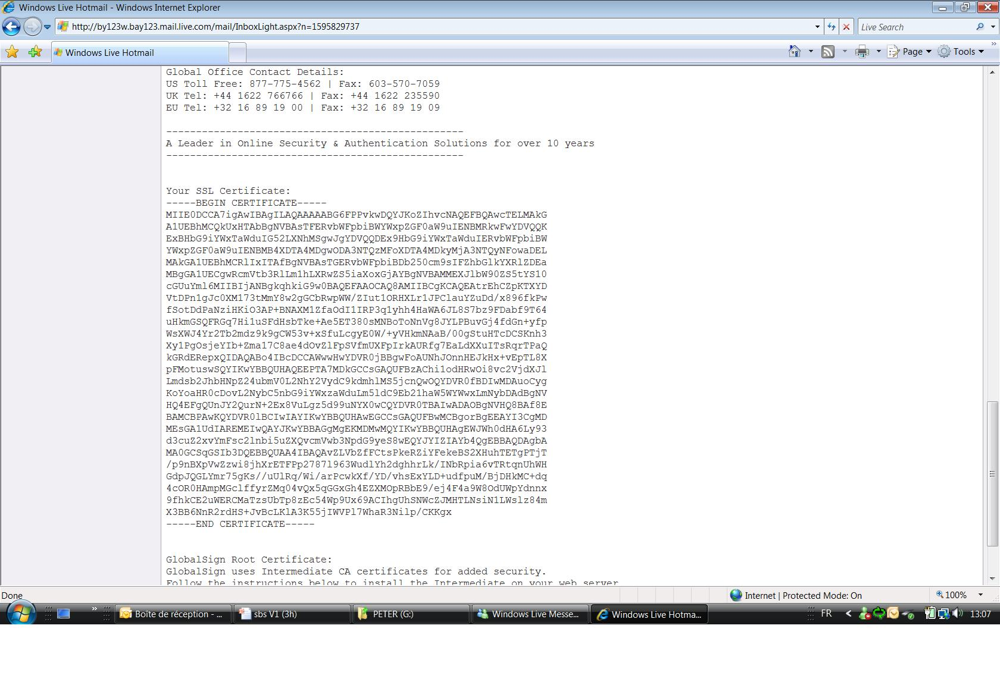 Windows Live Hotmail - Windows Internet Explorer
http://by123w.bay123.mail.live.com/mail/InboxLight.aspx?n=1595829737
Live Search
Windows Live Hotmail
Page
Tools
Global Office Contact Details:
US Toll Free: 877-775-4562 | Fax: 603-570-7059
UK Tel: +44 1622 766766 | Fax: +44 1622 235590
EU Tel: +32 16 89 19 00 | Fax: +32 16 89 19 09
--------------------------------------------------
A Leader in Online Security & Authentication Solutions for over 10 years
--------------------------------------------------
Your SSL Certificate:
-----BEGIN CERTIFICATE-----
MIIE0DCCA7igAwIBAgILAQAAAAABG6FPPvkwDQYJKoZIhvcNAQEFBQAwcTELMAkG
A1UEBhMCQkUxHTAbBgNVBAsTFERvbWFpbiBWYWxpZGF0aW9uIENBMRkwFwYDVQQK
ExBHbG9iYWxTaWduIG52LXNhMSgwJgYDVQQDEx9HbG9iYWxTaWduIERvbWFpbiBW
YWxpZGF0aW9uIENBMB4XDTA4MDgwODA3NTQzMFoXDTA4MDkyMjA3NTQyNFowaDEL
MAkGA1UEBhMCRlIxITAfBgNVBAsTGERvbWFpbiBDb250cm9sIFZhbGlkYXRlZDEa
MBgGA1UECgwRcmVtb3RlLm1hLXRwZS5iaXoxGjAYBgNVBAMMEXJlbW90ZS5tYS10
cGUuYml6MIIBIjANBgkqhkiG9w0BAQEFAAOCAQ8AMIIBCgKCAQEAtrEhCZpKTXYD
VtDPn1gJc0XM173tMmY8w2gGCbRwpWW/ZIut1ORHXLr1JPClauYZuDd/x896fkPw
fSotDdPaNziHKiO3AP+BNAXM1ZfaOdI1IRP3q1yhh4HaWA6JL8S7bz9FDabf9T64
uHkmGSQFRGq7Hi1uSFdHsbTke+Ae5ET380sMNBoToNnVg8JYLPBuvGj4fdGn+yfp
WsXWJ4Yr2Tb2mdz9k9gCW53v+xSfuLcgyE0W/+yVHkmNAaB/00gStuHTcDCSKnh3
Xy1PgOsjeYIb+Zma17C8ae4dOvZlFpSVfmUXFpIrkAURfg7EaLdXXuITsRqrTPaQ
kGRdERepxQIDAQABo4IBcDCCAWwwHwYDVR0jBBgwFoAUNhJOnnHEJkHx+vEpTL8X
pFMotuswSQYIKwYBBQUHAQEEPTA7MDkGCCsGAQUFBzAChi1odHRwOi8vc2VjdXJl
Lmdsb2JhbHNpZ24ubmV0L2NhY2VydC9kdmhlMS5jcnQwOQYDVR0fBDIwMDAuoCyg
KoYoaHR0cDovL2NybC5nbG9iYWxzaWduLm5ldC9Eb21haW5WYWwxLmNybDAdBgNV
HQ4EFgQUnJY2QurN+2Ex8VuLgz5d99uNYX0wCQYDVR0TBAIwADAOBgNVHQ8BAf8E
BAMCBPAwKQYDVR0lBCIwIAYIKwYBBQUHAwEGCCsGAQUFBwMCBgorBgEEAYI3CgMD
MEsGA1UdIAREMEIwQAYJKwYBBAGgMgEKMDMwMQYIKwYBBQUHAgEWJWh0dHA6Ly93
d3cuZ2xvYmFsc2lnbi5uZXQvcmVwb3NpdG9yeS8wEQYJYIZIAYb4QgEBBAQDAgbA
MA0GCSqGSIb3DQEBBQUAA4IBAQAvZLVbZfFCtsPkeRZiYFekeBS2XHuhTETgPTjT
/p9nBXpVwZzwi8jhXrETFPp2787l963WudlYh2dghhrLk/INbRpia6vTRtqnUhWH
GdpJQGLYmr75gKs//uUlRq/Wi/arPcwkXf/YD/vhsExYLD+udfpuM/BjDHkMC+dq
4cOR0HAmpMGclffyrZMq04vQx5qGGxGh4EZXMOpRBbE9/ej4F4a9W8OdUWpYdnnx
9fhkCE2uWERCMaTzsUbTp8zEc54Wp9Ux69ACIhgUhSNWcZJMHTLNsiN1LWslz84m
X3BB6NnR2rdHS+JvBcLKlA3K55jIWVPl7WhaR3Nilp/CKKgx
-----END CERTIFICATE-----
GlobalSign Root Certificate:
GlobalSign uses Intermediate CA certificates for added security.
Follow the instructions below to install the Intermediate on your web server
Done
Internet | Protected Mode: On
100%
Boîte de réception - ...
sbs V1 (3h)
PETER (G:)
Windows Live Messe...
Windows Live Hotma...
FR
13:07